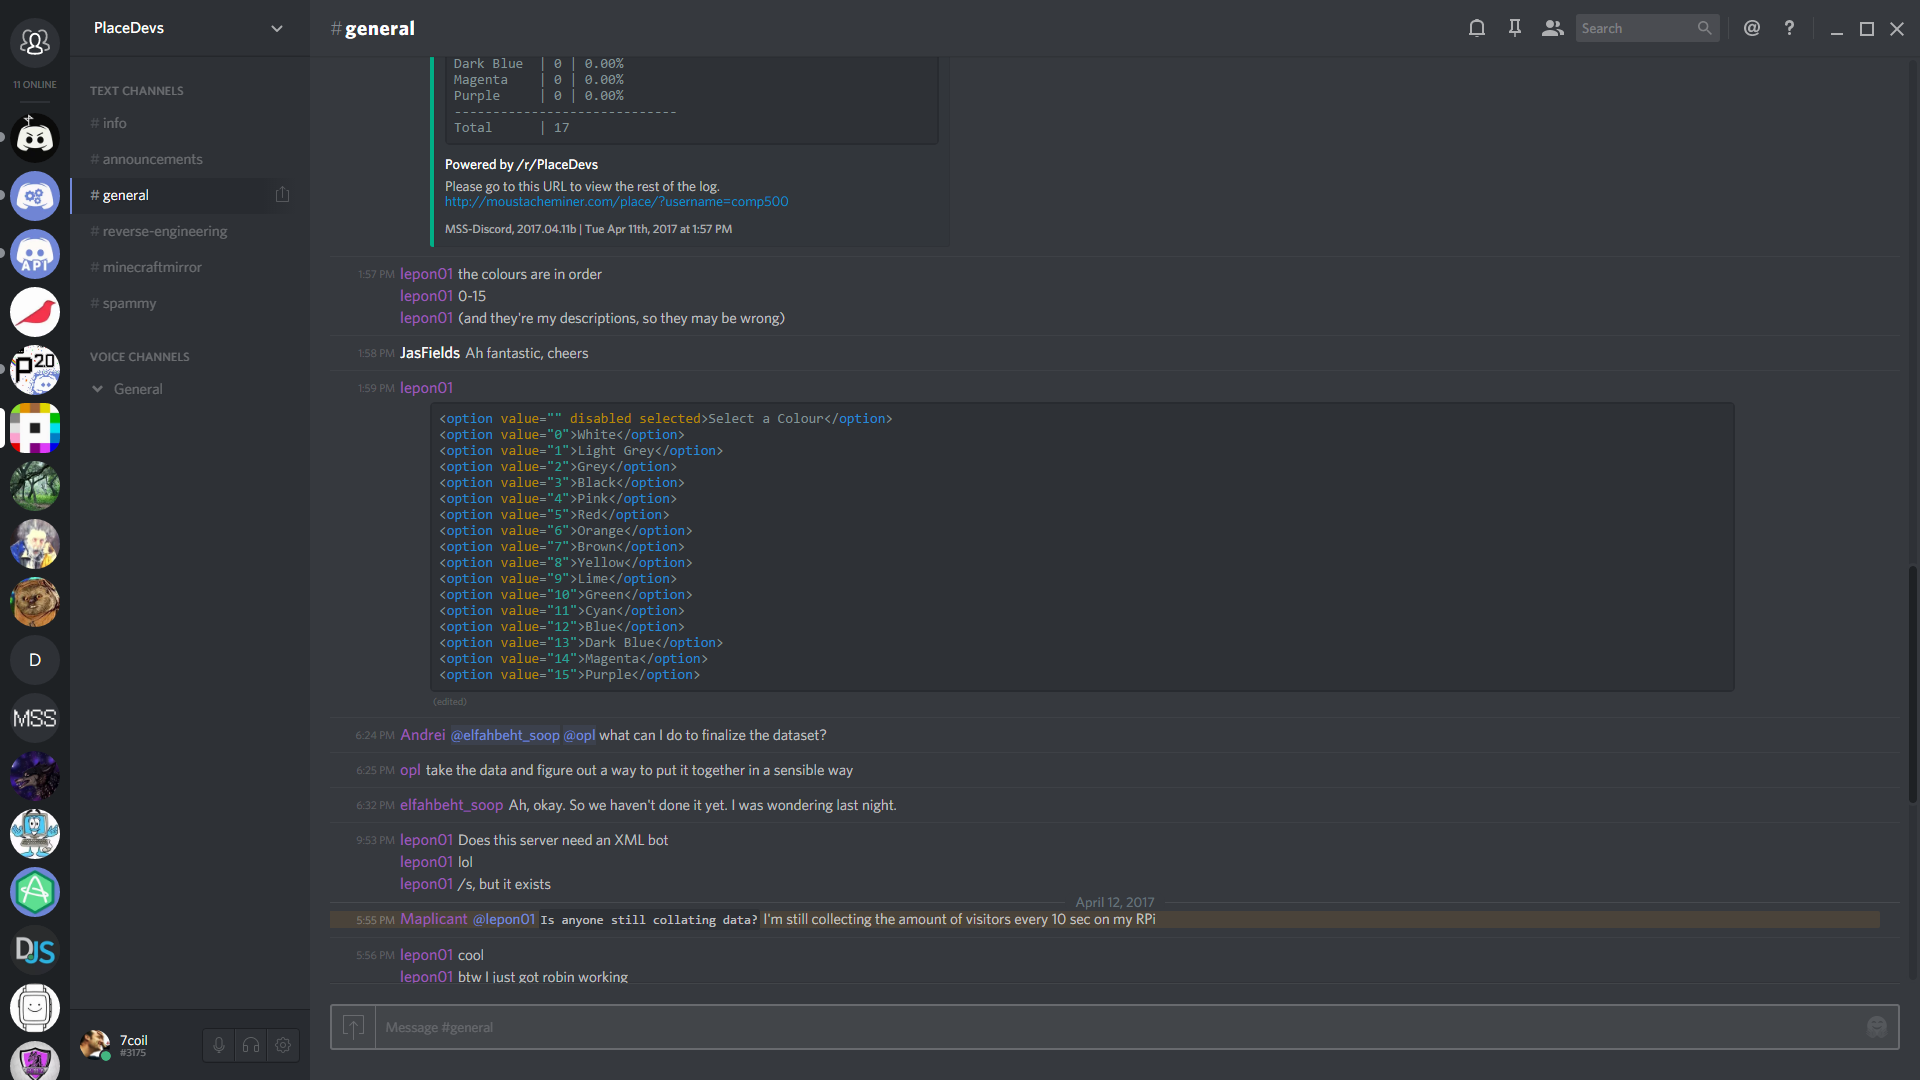 PlaceDevs
#general
Search
11 ONLINE
TEXT CHANNELS
# info
# announcements
# general
# reverse-engineering
# minecraftmirror
# spammy
VOICE CHANNELS
General
API
P 2.0
D
MSS
DJS
7coil
#3175
Dark Blue | 0 | 0.00%
Magenta | 0 | 0.00%
Purple | 0 | 0.00%
-----------------------------
Total | 17
Powered by /r/PlaceDevs
Please go to this URL to view the rest of the log.
http://moustacheminer.com/place/?username=comp500
MSS-Discord, 2017.04.11b | Tue Apr 11th, 2017 at 1:57 PM
1:57 PM lepon01 the colours are in order
lepon01 0-15
lepon01 (and they're my descriptions, so they may be wrong)
1:58 PM JasFields Ah fantastic, cheers
1:59 PM lepon01
<option value="" disabled selected>Select a Colour</option>
<option value="0">White</option>
<option value="1">Light Grey</option>
<option value="2">Grey</option>
<option value="3">Black</option>
<option value="4">Pink</option>
<option value="5">Red</option>
<option value="6">Orange</option>
<option value="7">Brown</option>
<option value="8">Yellow</option>
<option value="9">Lime</option>
<option value="10">Green</option>
<option value="11">Cyan</option>
<option value="12">Blue</option>
<option value="13">Dark Blue</option>
<option value="14">Magenta</option>
<option value="15">Purple</option>
(edited)
6:24 PM Andrei @elfahbeht_soop @opl what can I do to finalize the dataset?
6:25 PM opl take the data and figure out a way to put it together in a sensible way
6:32 PM elfahbeht_soop Ah, okay. So we haven't done it yet. I was wondering last night.
9:53 PM lepon01 Does this server need an XML bot
lepon01 lol
lepon01 /s, but it exists
April 12, 2017
5:55 PM Maplicant @lepon01 Is anyone still collating data? I'm still collecting the amount of visitors every 10 sec on my RPi
5:56 PM lepon01 cool
lepon01 btw I just got robin working
Message #general